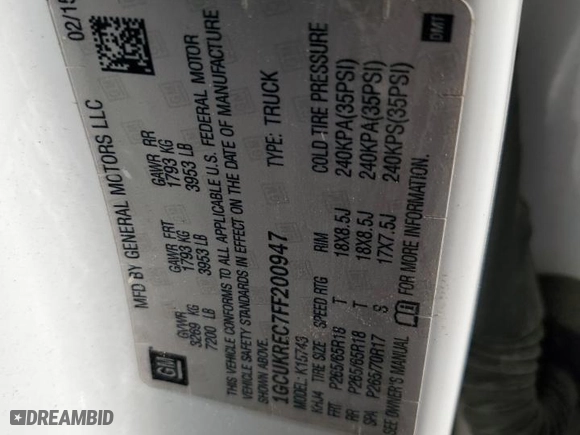 MFD BY GENERAL MOTORS LLC
02/15
GVWR GAWR FRT GAWR RR
3269 KG 1793 KG 1793 KG
7200 LB 3953 LB 3953 LB
THIS VEHICLE CONFORMS TO ALL APPLICABLE U.S. FEDERAL MOTOR
VEHICLE SAFETY STANDARDS IN EFFECT ON THE DATE OF MANUFACTURE
SHOWN ABOVE.
1GCUKREC7FF200947 TYPE: TRUCK
MODEL: K15743
KHJ4 TIRE SIZE SPEED RTG RIM COLD TIRE PRESSURE
FRT P265/65R18 T 18X8.5J 240KPA(35PSI)
RR P265/65R18 T 18X8.5J 240KPA(35PSI)
SPA P265/70R17 S 17X7.5J 240KPS(35PSI)
SEE OWNER'S MANUAL FOR MORE INFORMATION.
GM
DMT
DREAMBID